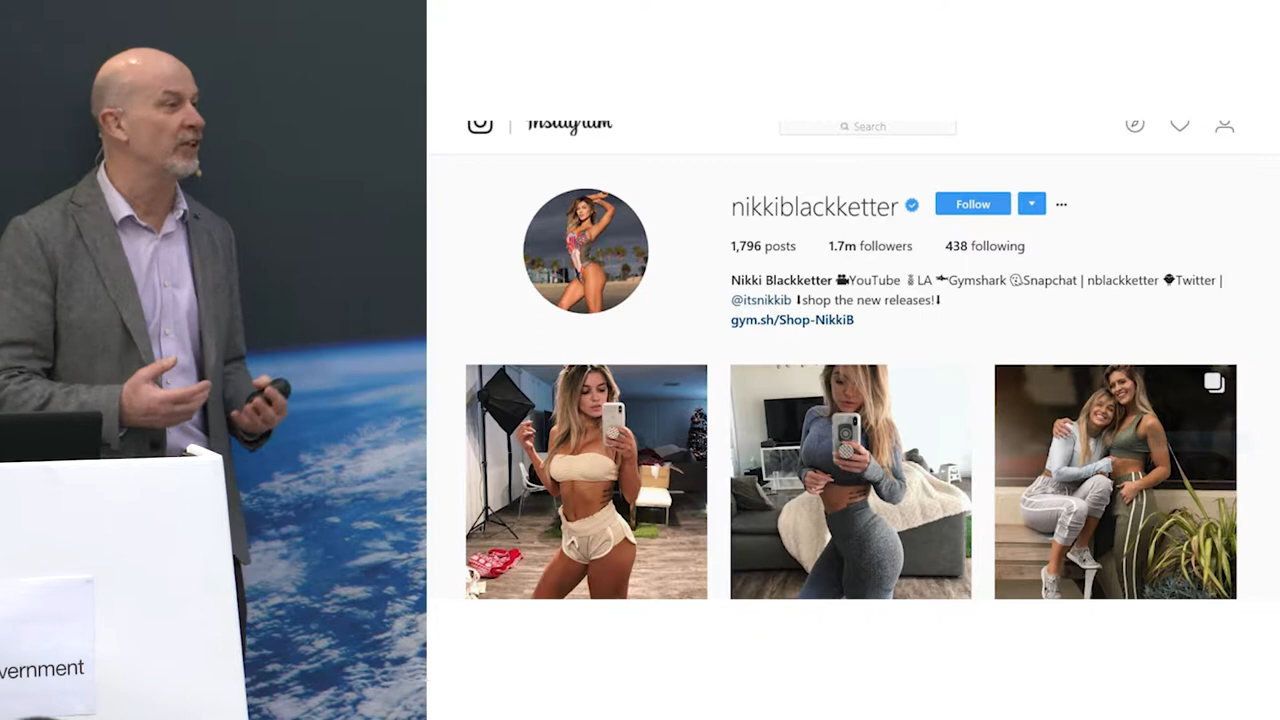 Instagram
Search
nikkiblackketter
Follow
1,796 posts 1.7m followers 438 following
Nikki Blackketter 🎥YouTube 🍍LA 🦈Gymshark Snapchat | nblackketter Twitter |
@itsnikkib ⬇shop the new releases!⬇
gym.sh/Shop-NikkiB
vernment